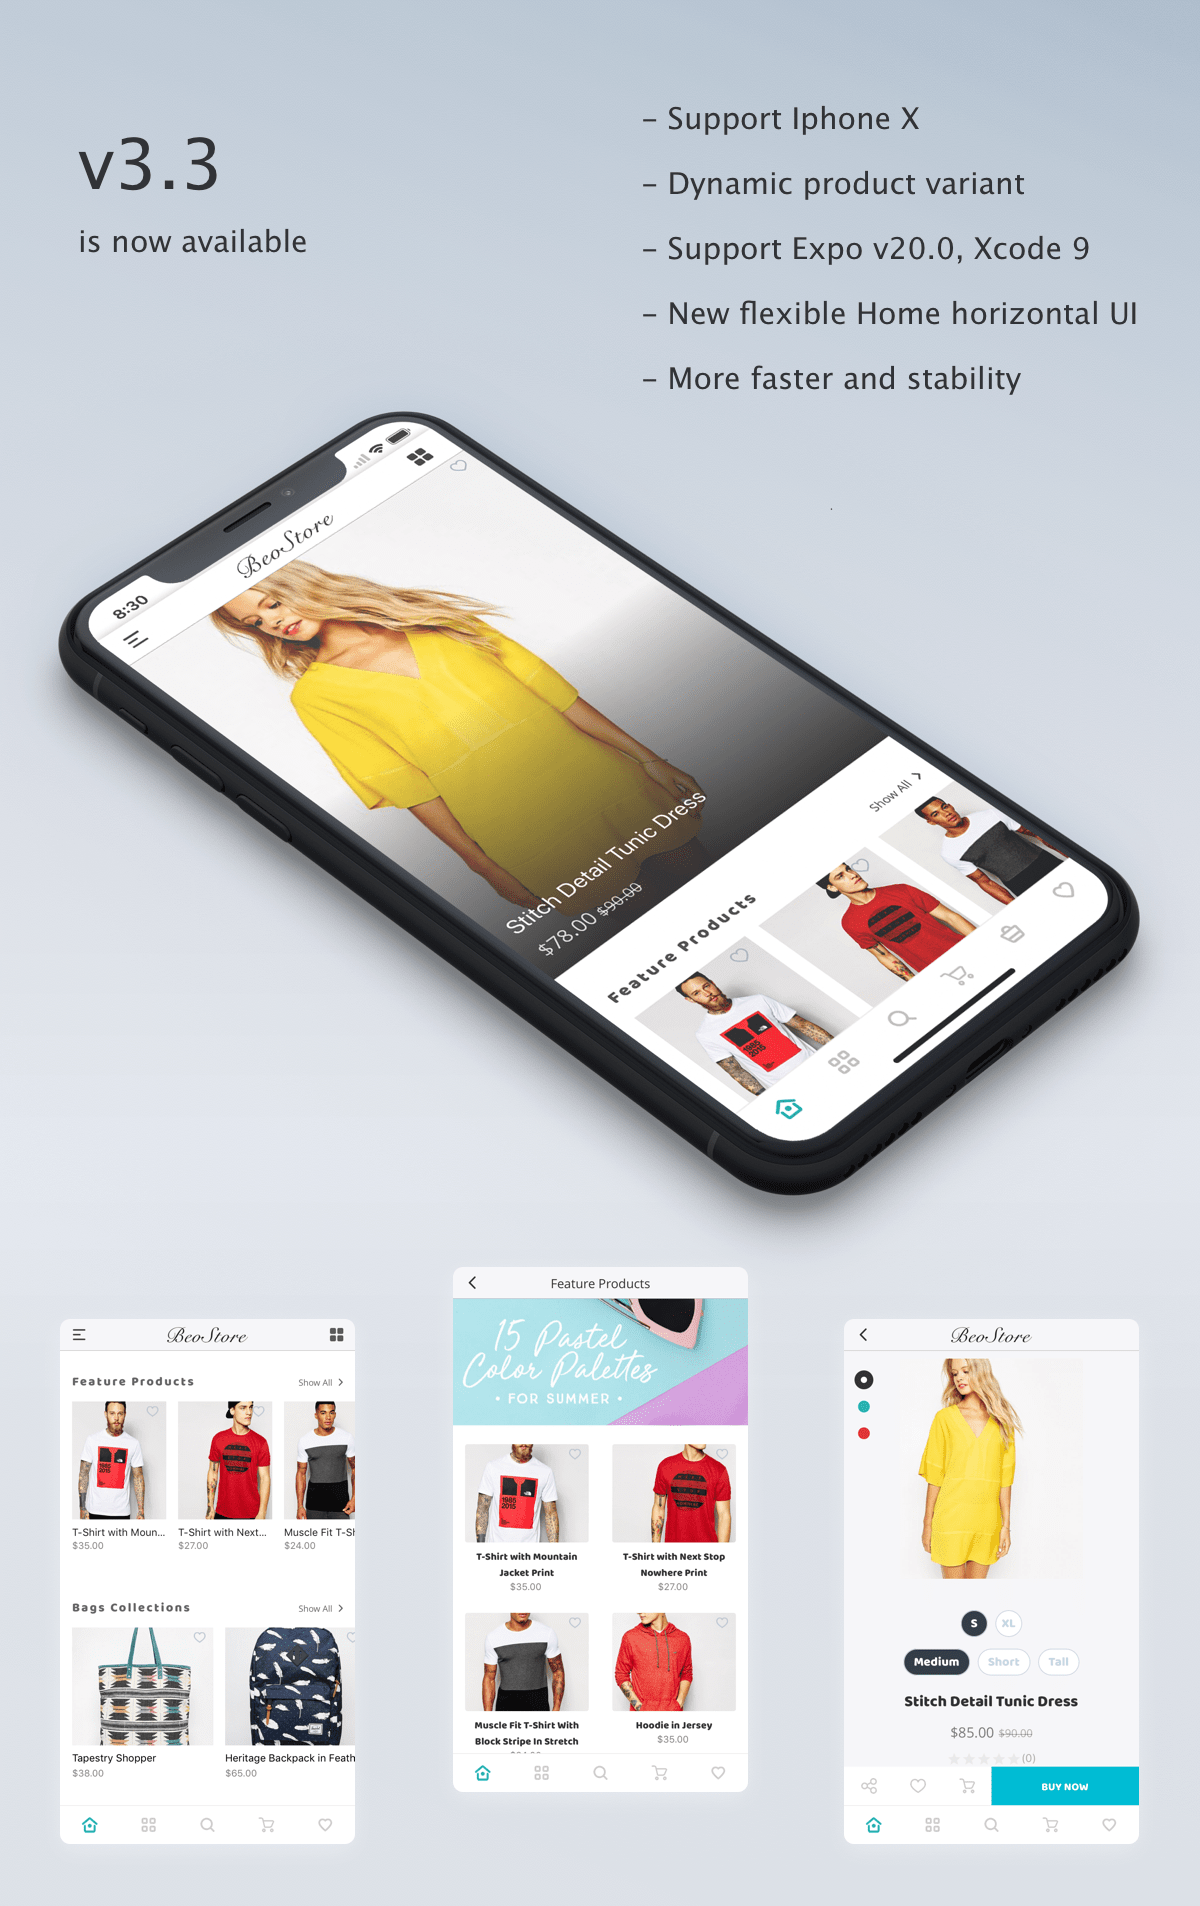 v3.3
is now available
- Support Iphone X
- Dynamic product variant
- Support Expo v20.0, Xcode 9
- New flexible Home horizontal UI
- More faster and stability
8:30
BeoStore
Stitch Detail Tunic Dress
$78.00 $90.00
Feature Products
Show All
1985
2015
BeoStore
Feature Products
Show All
1985
2015
T-Shirt with Moun...
$35.00
T-Shirt with Next...
$27.00
Muscle Fit T-Sh
$24.00
Bags Collections
Show All
Tapestry Shopper
$38.00
Heritage Backpack in Feath
$65.00
Feature Products
15 Pastel
Color Palettes
• FOR SUMMER •
1985
2015
T-Shirt with Mountain
Jacket Print
$35.00
T-Shirt with Next Stop
Nowhere Print
$27.00
Muscle Fit T-Shirt With
Block Stripe In Stretch
Hoodie in Jersey
$35.00
BeoStore
S
XL
Medium
Short
Tall
Stitch Detail Tunic Dress
$85.00 $90.00
(0)
BUY NOW